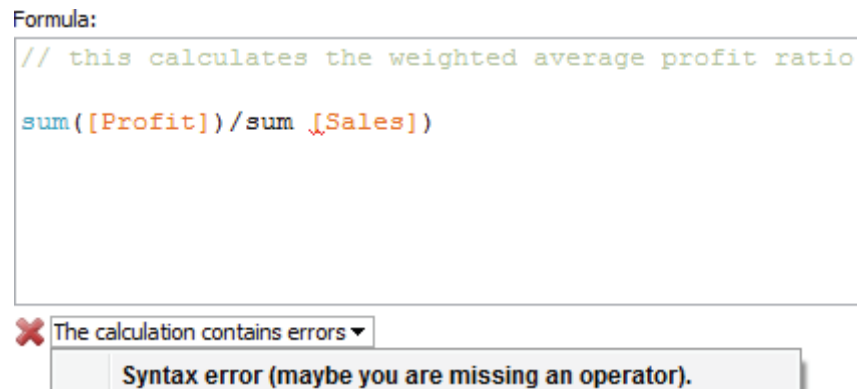 Formula:
// this calculates the weighted average profit ratio
sum([Profit])/sum [Sales])
The calculation contains errors
Syntax error (maybe you are missing an operator).